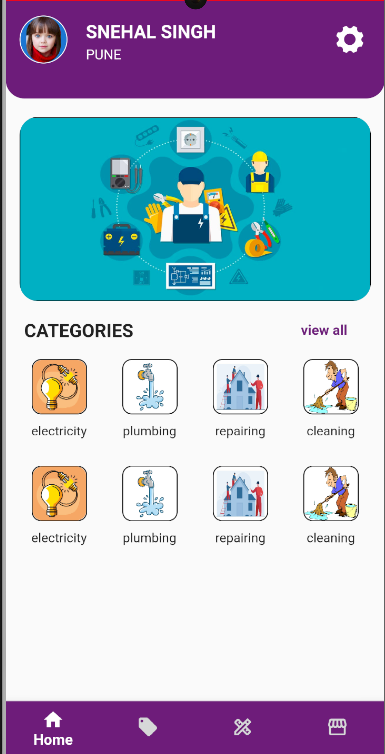 SNEHAL SINGH
PUNE
CATEGORIES
view all
electricity
plumbing
repairing
cleaning
electricity
plumbing
repairing
cleaning
Home